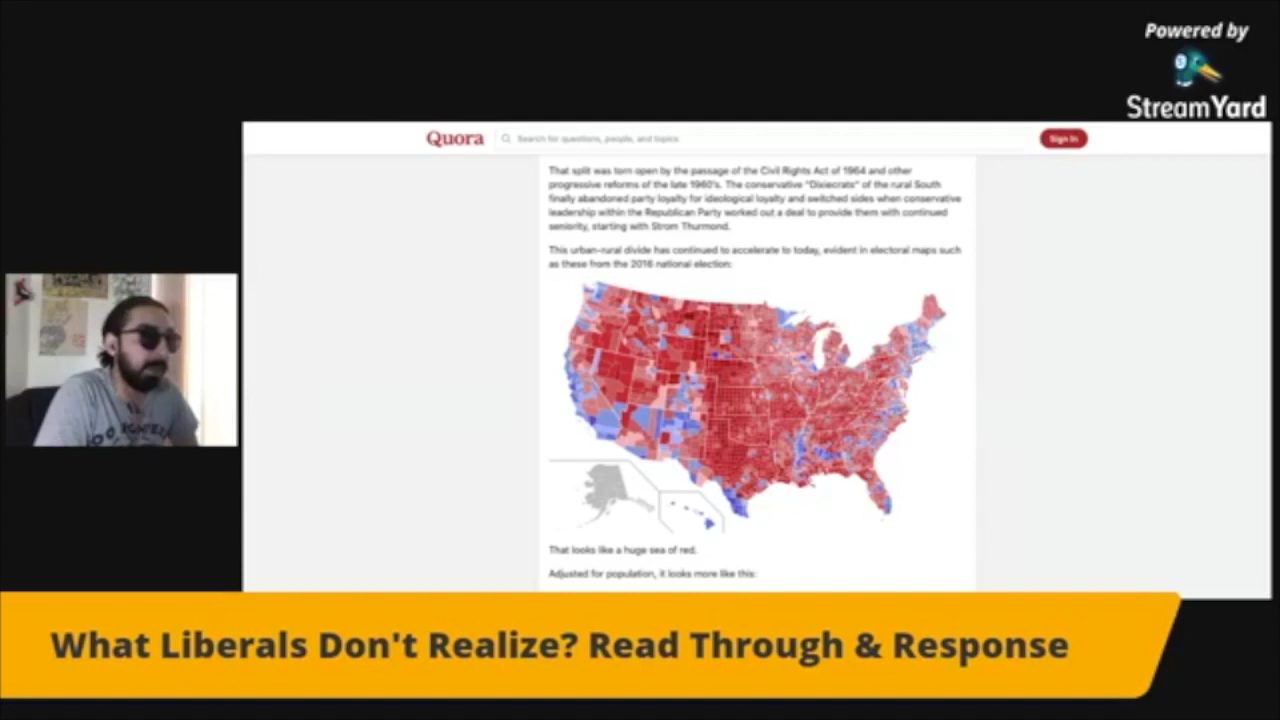 Powered by
StreamYard
Quora
Search for questions, people, and topics
Sign In
That split was torn open by the passage of the Civil Rights Act of 1964 and other
progressive reforms of the late 1960's. The conservative "Dixiecrats" of the rural South
finally abandoned party loyalty for ideological loyalty and switched sides when conservative
leadership within the Republican Party worked out a deal to provide them with continued
seniority, starting with Strom Thurmond.
This urban-rural divide has continued to accelerate to today, evident in electoral maps such
as these from the 2016 national election:
That looks like a huge sea of red.
Adjusted for population, it looks more like this:
What Liberals Don't Realize? Read Through & Response